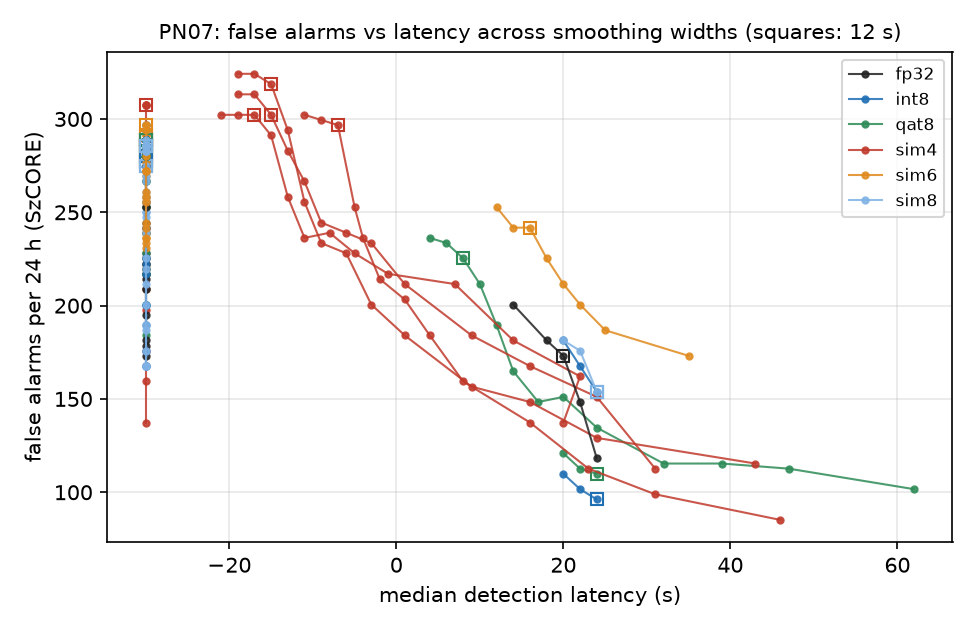 PN07: false alarms vs latency across smoothing widths (squares: 12 s)
false alarms per 24 h (SzCORE)
300
250
200
150
100
fp32
int8
qat8
sim4
sim6
sim8
−20
0
20
40
60
median detection latency (s)